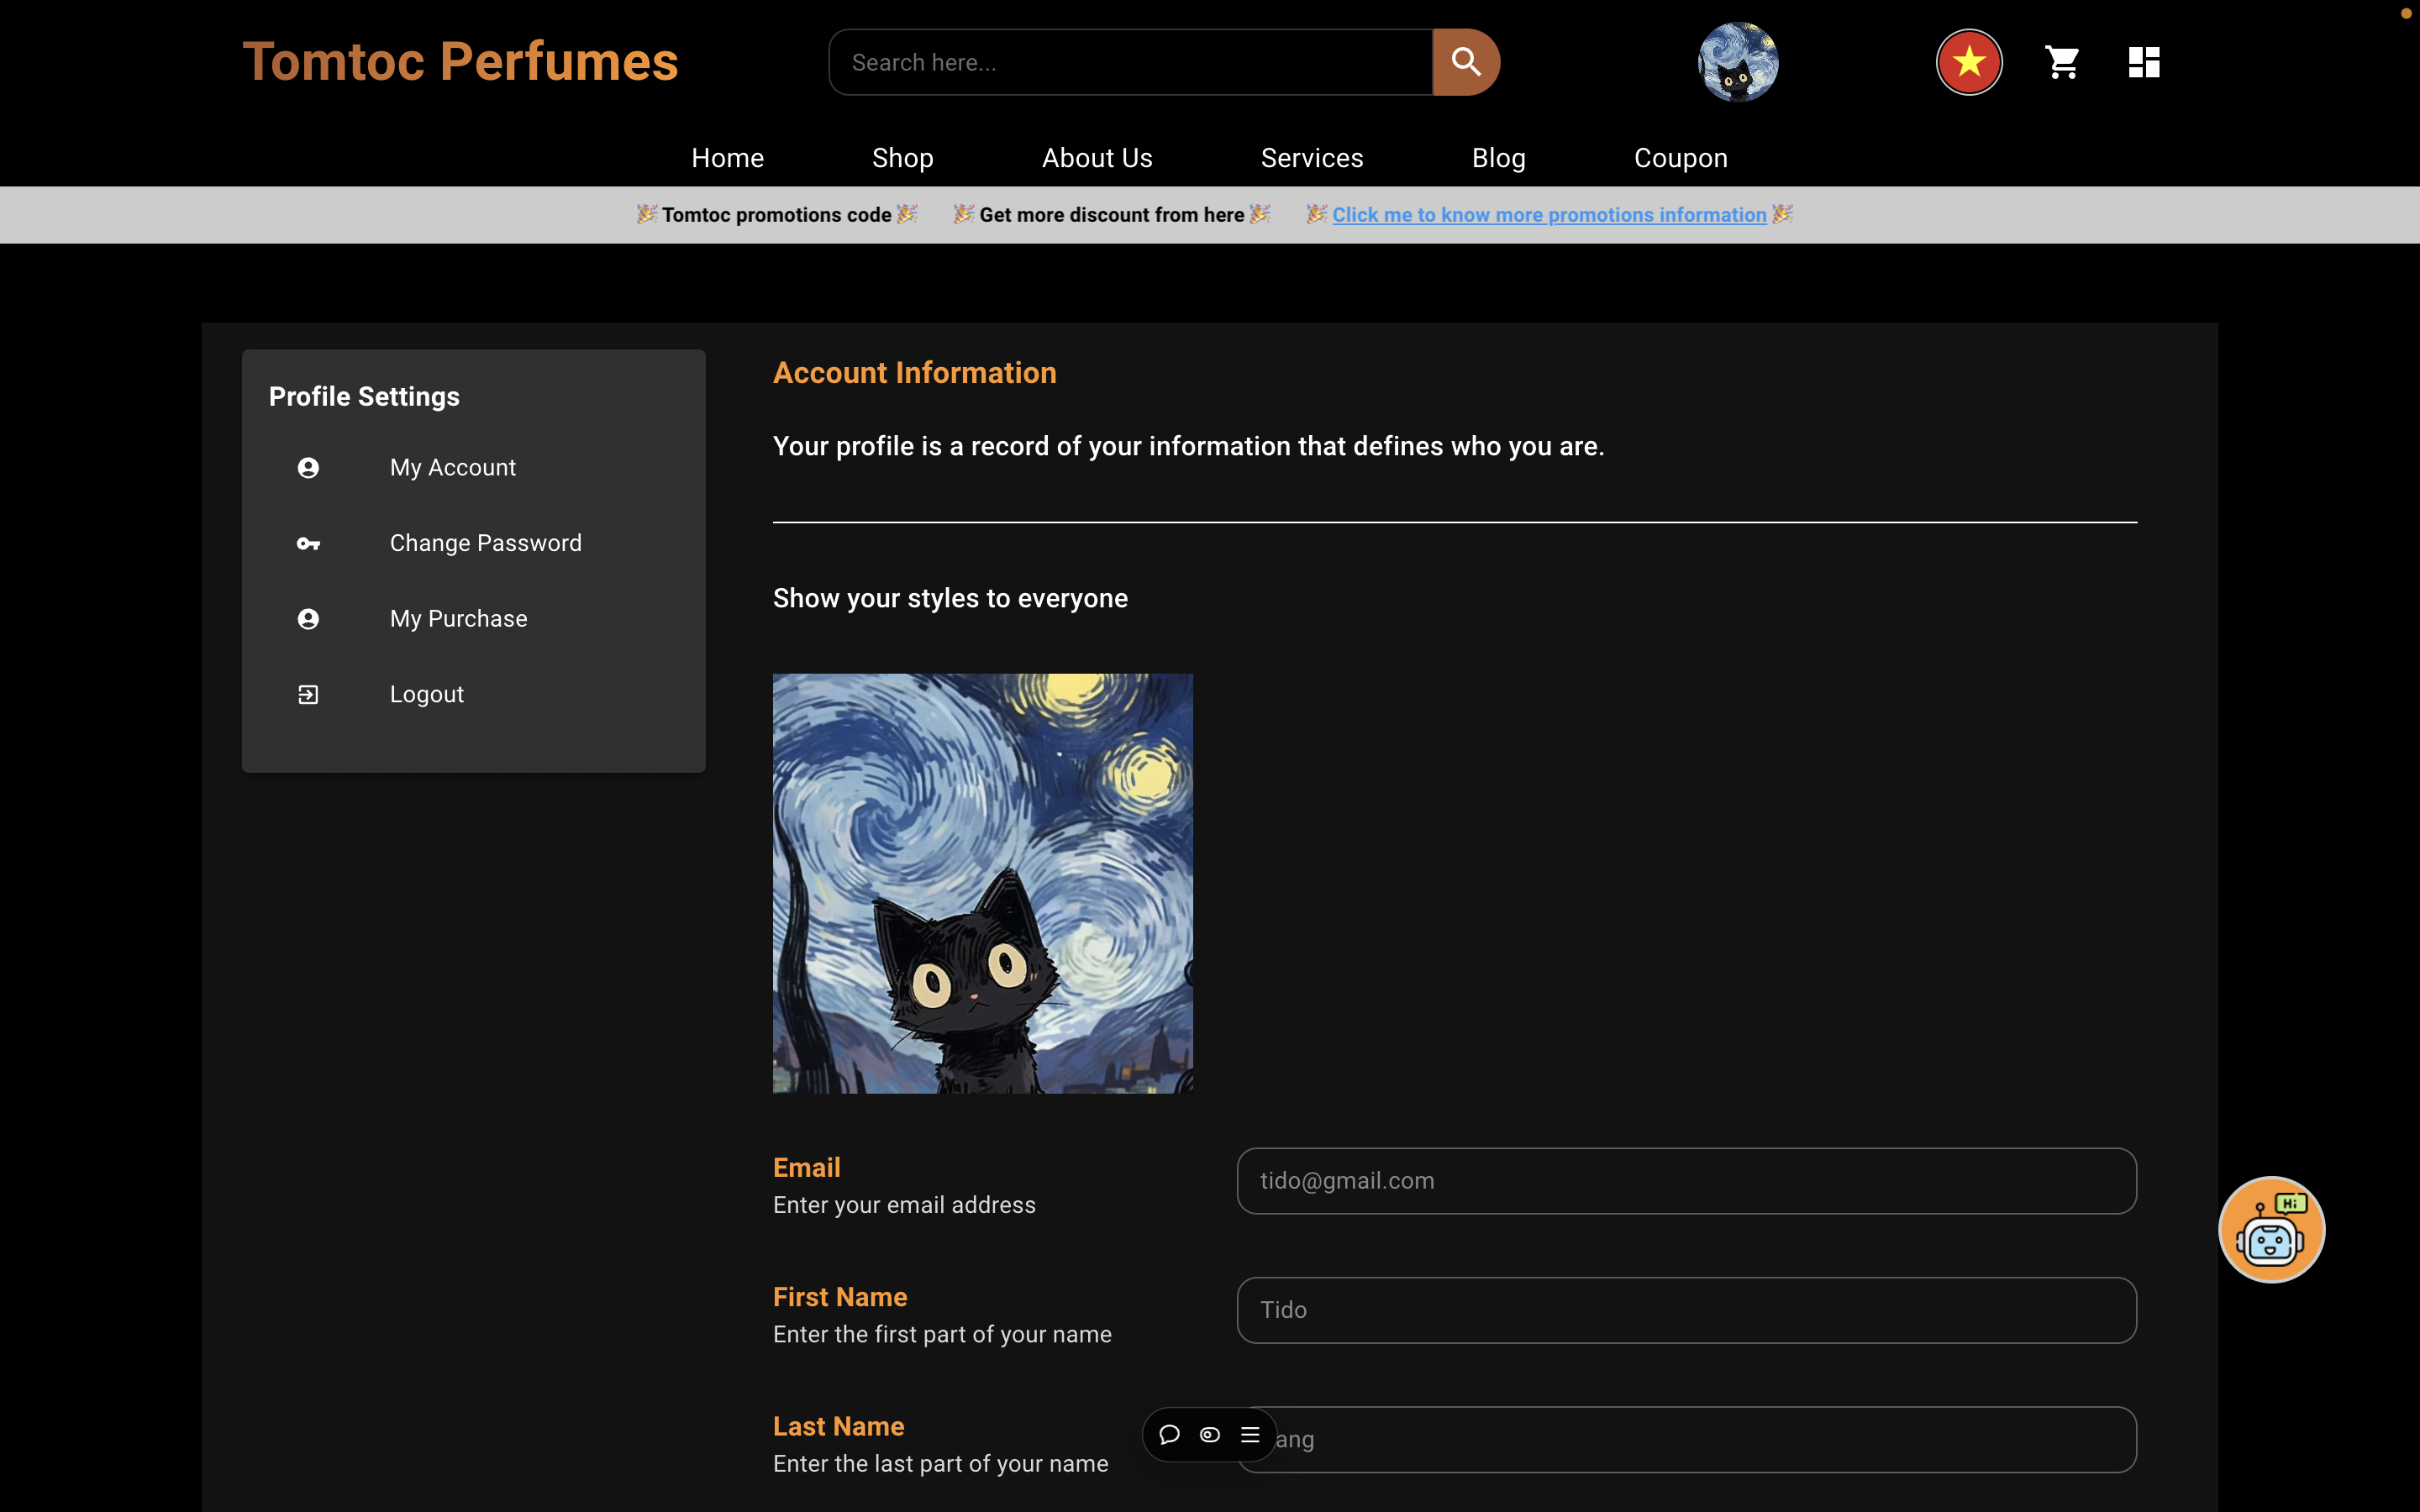 Tomtoc Perfumes
Search here...
Home Shop About Us Services Blog Coupon
🎉 Tomtoc promotions code 🎉 🎉 Get more discount from here 🎉 🎉 Click me to know more promotions information 🎉
Profile Settings
My Account
Change Password
My Purchase
Logout
Account Information
Your profile is a record of your information that defines who you are.
Show your styles to everyone
Email
Enter your email address
tido@gmail.com
Hi
First Name
Enter the first part of your name
Tido
Last Name
Enter the last part of your name